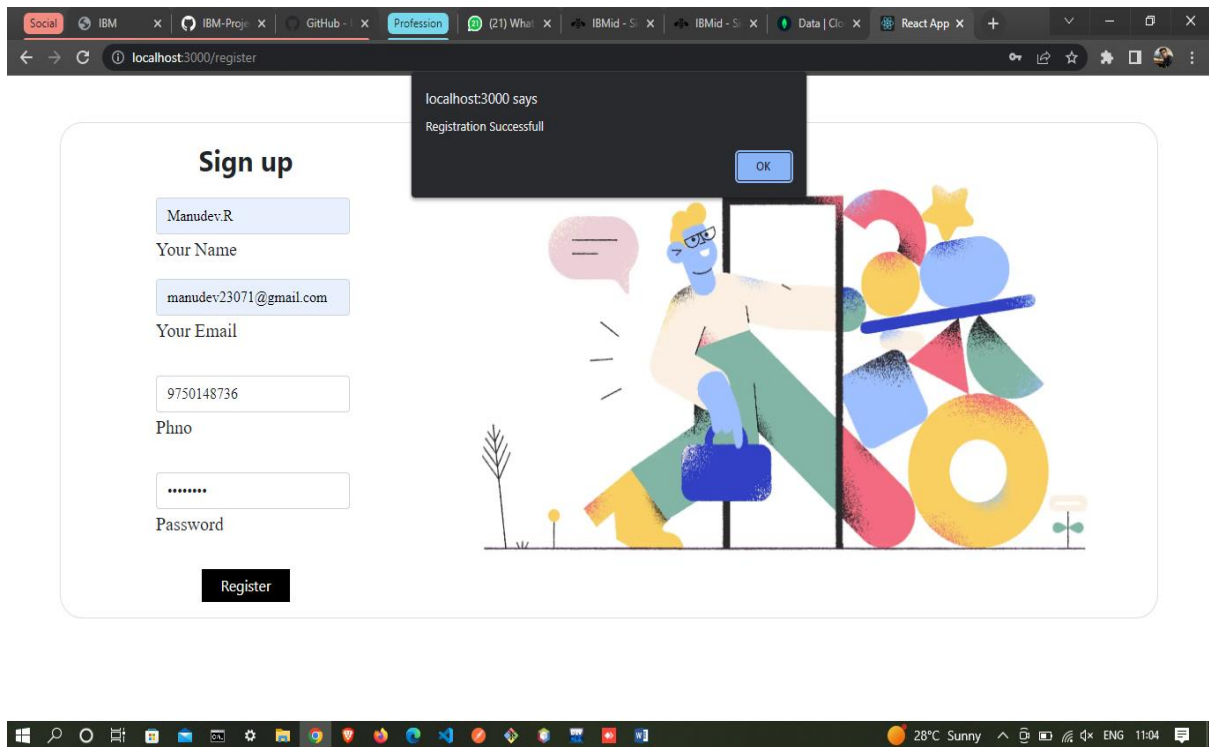 Social IBM IBM-Proje GitHub - Profession (21) What IBMid - Si IBMid - Si Data | Clo React App
localhost:3000/register
localhost:3000 says
Registration Successfull
OK
Sign up
Manudev.R
Your Name
manudev23071@gmail.com
Your Email
9750148736
Phno
••••••••
Password
Register
28°C Sunny ENG 11:04